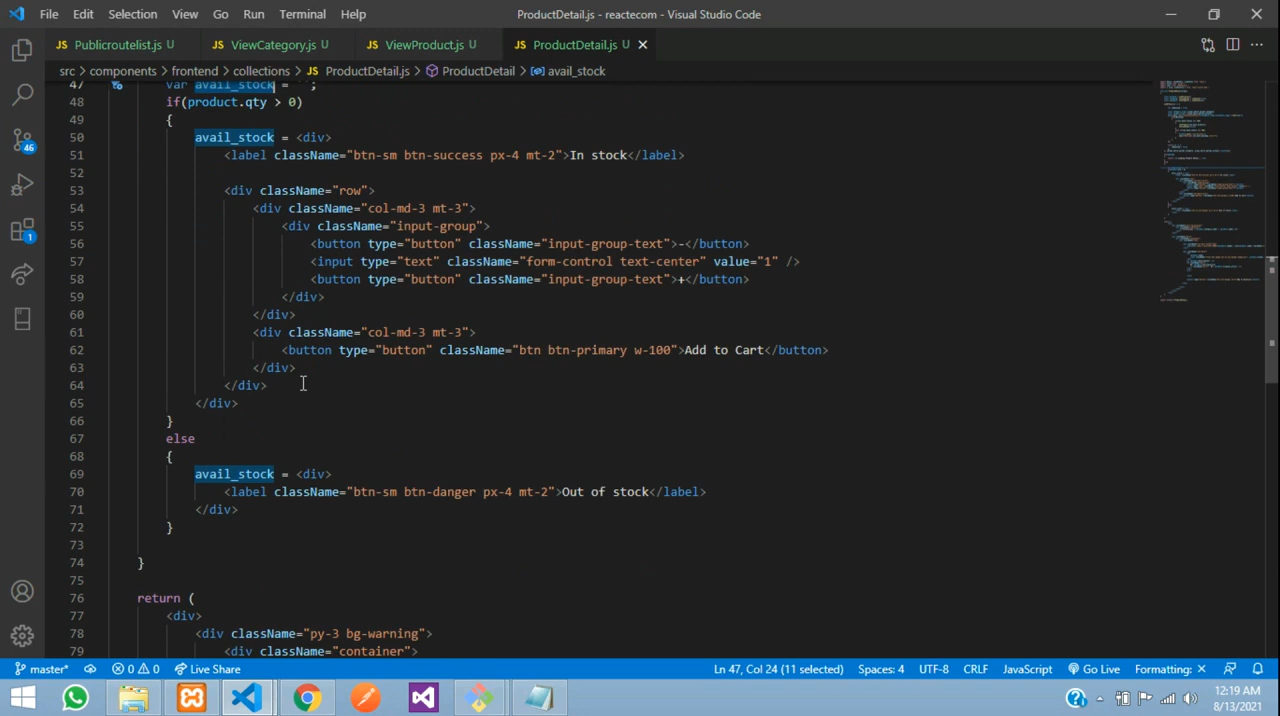 File Edit Selection View Go Run Terminal Help
ProductDetail.js - reactecom - Visual Studio Code
JS Publicroutelist.js U
JS ViewCategory.js U
JS ViewProduct.js U
JS ProductDetail.js U
src > components > frontend > collections > JS ProductDetail.js > ProductDetail > avail_stock
47 var avail_stock = '';
48 if(product.qty > 0)
49 {
50 avail_stock = <div>
51 <label className="btn-sm btn-success px-4 mt-2">In stock</label>
52
53 <div className="row">
54 <div className="col-md-3 mt-3">
55 <div className="input-group">
56 <button type="button" className="input-group-text">-</button>
57 <input type="text" className="form-control text-center" value="1" />
58 <button type="button" className="input-group-text">+</button>
59 </div>
60 </div>
61 <div className="col-md-3 mt-3">
62 <button type="button" className="btn btn-primary w-100">Add to Cart</button>
63 </div>
64 </div>
65 </div>
66 }
67 else
68 {
69 avail_stock = <div>
70 <label className="btn-sm btn-danger px-4 mt-2">Out of stock</label>
71 </div>
72 }
73
74 }
75
76 return (
77 <div>
78 <div className="py-3 bg-warning">
79 <div className="container">
46
1
master* 0 0 Live Share
Ln 47, Col 24 (11 selected) Spaces: 4 UTF-8 CRLF JavaScript Go Live Formatting: ×
12:19 AM
8/13/2021